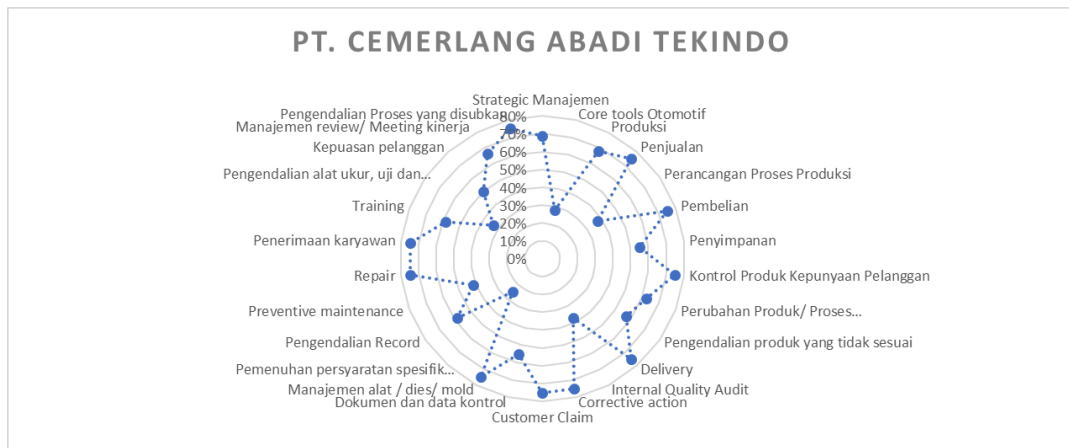 PT. CEMERLANG ABADI TEKINDO
Strategic Manajemen
Core tools Otomotif
Produksi
Penjualan
Perancangan Proses Produksi
Pembelian
Penyimpanan
Kontrol Produk Kepunyaan Pelanggan
Perubahan Produk/ Proses...
Pengendalian produk yang tidak sesuai
Delivery
Internal Quality Audit
Corrective action
Customer Claim
Dokumen dan data kontrol
Manajemen alat / dies/ mold
Pemenuhan persyaratan spesifik...
Pengendalian Record
Preventive maintenance
Repair
Penerimaan karyawan
Training
Pengendalian alat ukur, uji dan...
Kepuasan pelanggan
Manajemen review/ Meeting kinerja
Pengendalian Proses yang disubkan
80%
70%
60%
50%
40%
30%
20%
10%
0%